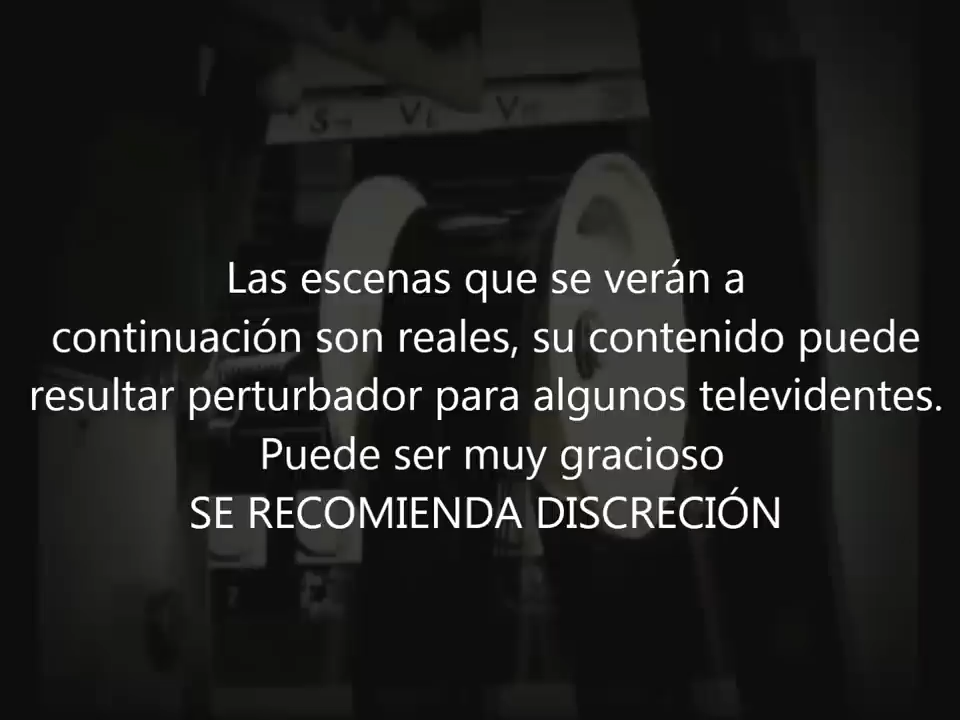 Las escenas que se verán a
continuación son reales, su contenido puede
resultar perturbador para algunos televidentes.
Puede ser muy gracioso
SE RECOMIENDA DISCRECIÓN